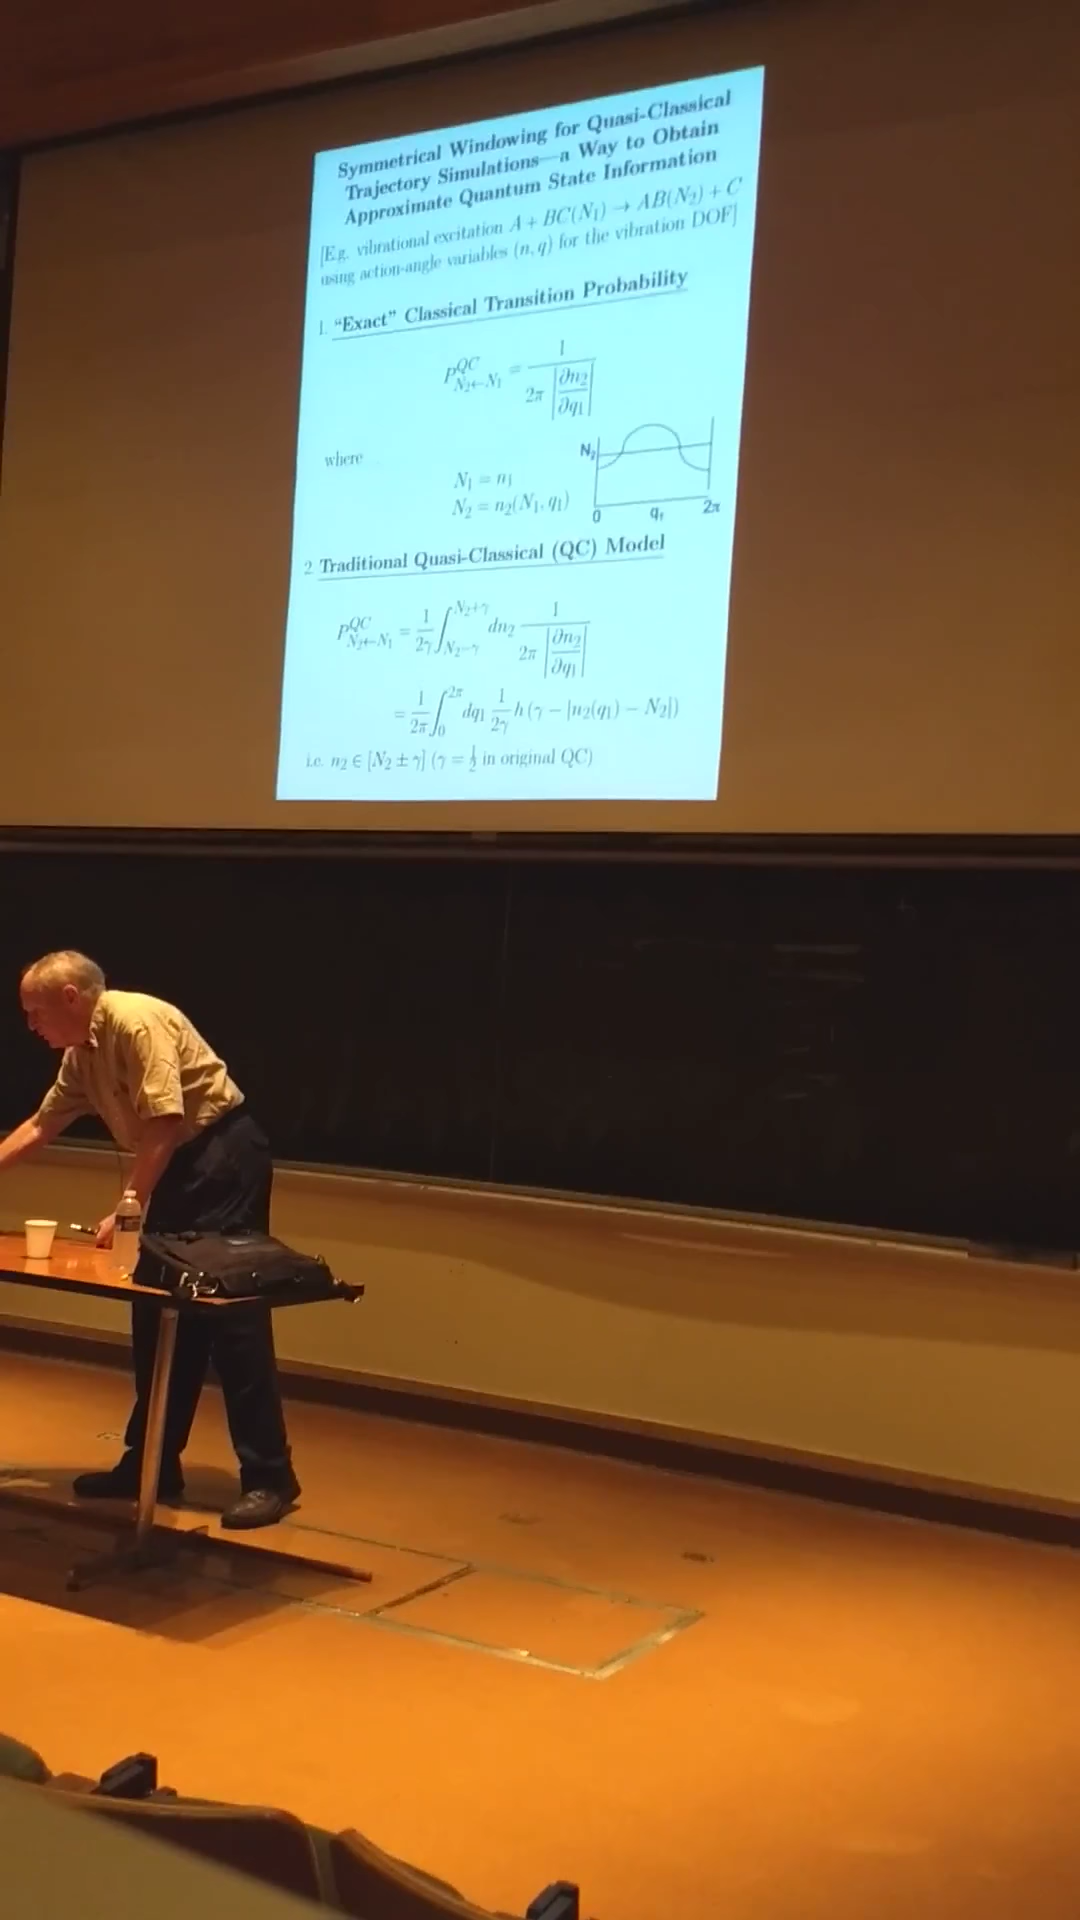 Symmetrical Windowing for Quasi-Classical
Trajectory Simulations—a Way to Obtain
Approximate Quantum State Information
[E.g. vibrational excitation A + BC(N₁) → AB(N₂) + C
using action-angle variables (n, q) for the vibration DOF]
1. “Exact” Classical Transition Probability
P^{QC}_{N₂←N₁} = 1 / (2π |∂n₂/∂q₁|)
where
N₁ = n₁
N₂ = n₂(N₁, q₁)
N₂
0 q₁ 2π
2 Traditional Quasi-Classical (QC) Model
P^{QC}_{N₂←N₁} = 1/2γ ∫_{N₂−γ}^{N₂+γ} dn₂ 1 / (2π |∂n₂/∂q₁|)
= 1/2π ∫_0^{2π} dq₁ 1/2γ h (γ − |n₂(q₁) − N₂|)
i.e. n₂ ∈ [N₂ ± γ] (γ = 1/2 in original QC)